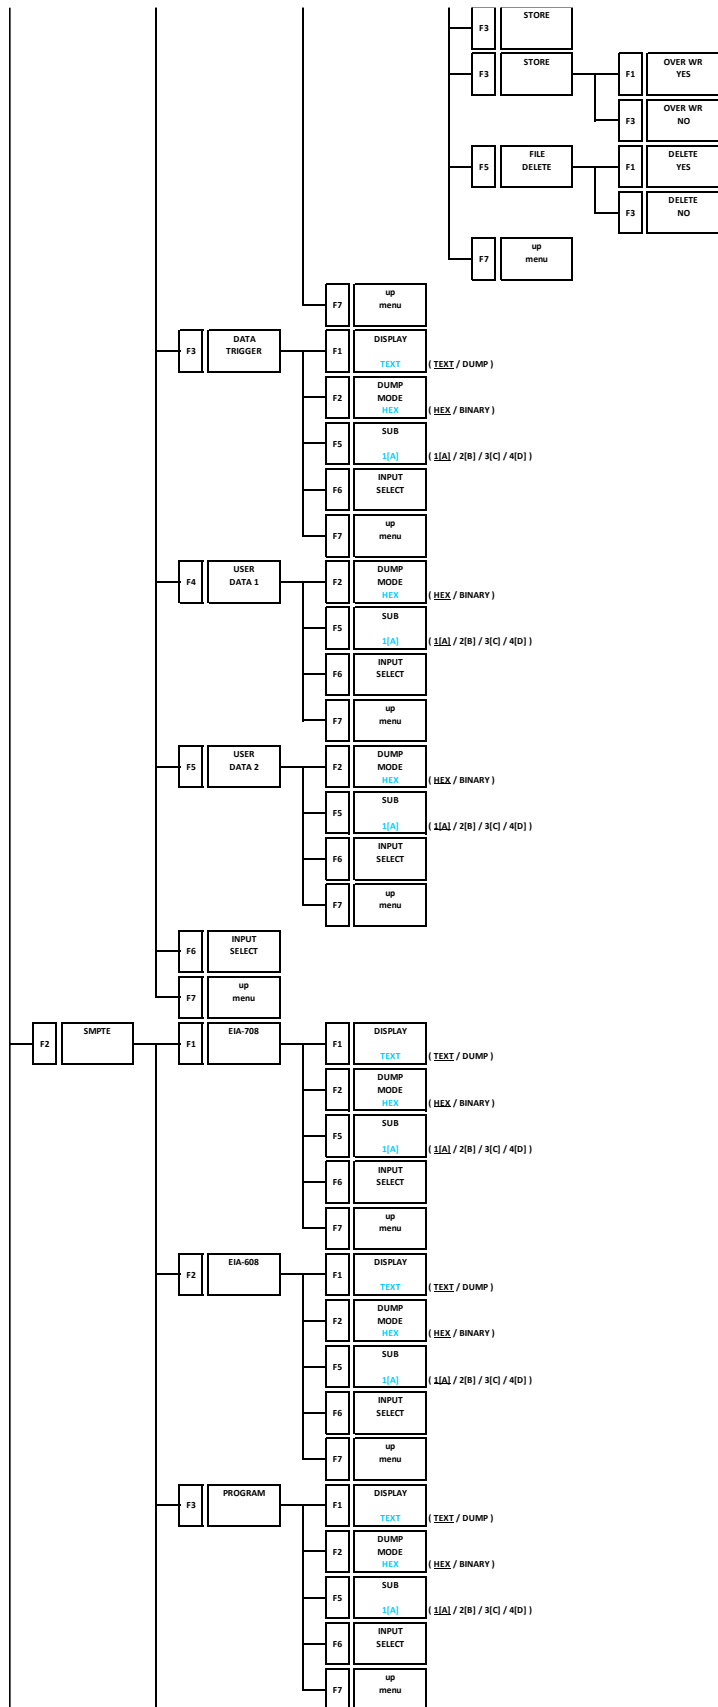 F3 STORE
F3 STORE F1 OVER WR
YES
F3 OVER WR
NO
F5 FILE
DELETE F1 DELETE
YES
F3 DELETE
NO
F7 up
menu
F7 up
menu
F3 DATA
TRIGGER F1 DISPLAY
TEXT ( TEXT / DUMP )
F2 DUMP
MODE
HEX ( HEX / BINARY )
F5 SUB
1[A] ( 1[A] / 2[B] / 3[C] / 4[D] )
F6 INPUT
SELECT
F7 up
menu
F4 USER
DATA 1 F2 DUMP
MODE
HEX ( HEX / BINARY )
F5 SUB
1[A] ( 1[A] / 2[B] / 3[C] / 4[D] )
F6 INPUT
SELECT
F7 up
menu
F5 USER
DATA 2 F2 DUMP
MODE
HEX ( HEX / BINARY )
F5 SUB
1[A] ( 1[A] / 2[B] / 3[C] / 4[D] )
F6 INPUT
SELECT
F7 up
menu
F6 INPUT
SELECT
F7 up
menu
F2 SMPTE F1 EIA-708 F1 DISPLAY
TEXT ( TEXT / DUMP )
F2 DUMP
MODE
HEX ( HEX / BINARY )
F5 SUB
1[A] ( 1[A] / 2[B] / 3[C] / 4[D] )
F6 INPUT
SELECT
F7 up
menu
F2 EIA-608 F1 DISPLAY
TEXT ( TEXT / DUMP )
F2 DUMP
MODE
HEX ( HEX / BINARY )
F5 SUB
1[A] ( 1[A] / 2[B] / 3[C] / 4[D] )
F6 INPUT
SELECT
F7 up
menu
F3 PROGRAM F1 DISPLAY
TEXT ( TEXT / DUMP )
F2 DUMP
MODE
HEX ( HEX / BINARY )
F5 SUB
1[A] ( 1[A] / 2[B] / 3[C] / 4[D] )
F6 INPUT
SELECT
F7 up
menu